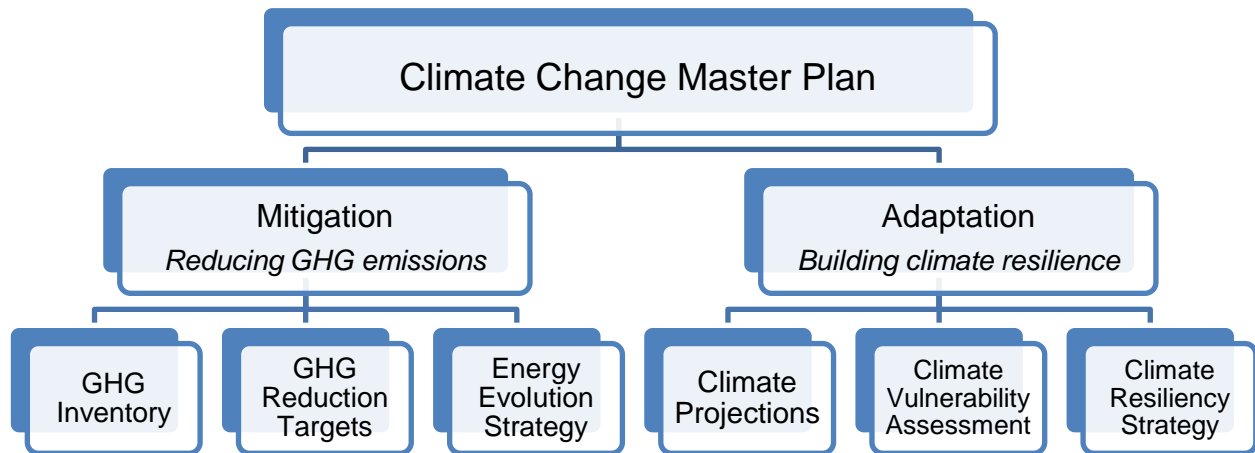 Climate Change Master Plan
Mitigation
Reducing GHG emissions
Adaptation
Building climate resilience
GHG
Inventory
GHG
Reduction
Targets
Energy
Evolution
Strategy
Climate
Projections
Climate
Vulnerability
Assessment
Climate
Resiliency
Strategy